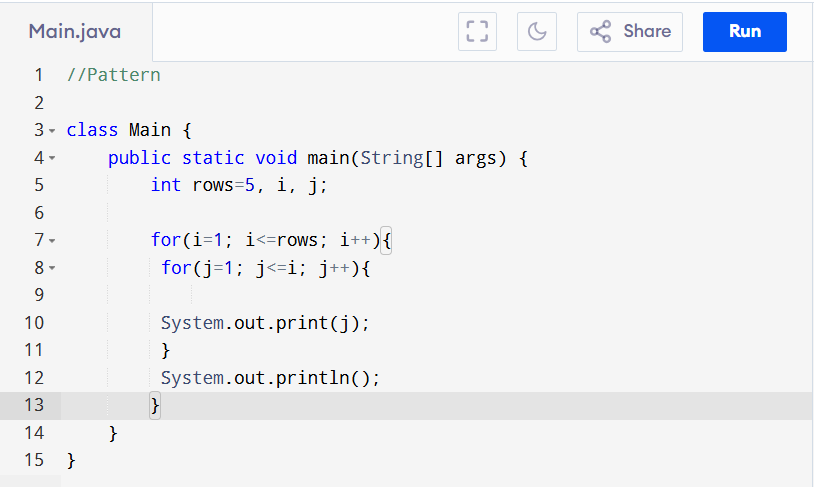 Main.java Share Run
1 //Pattern
2
3 class Main {
4     public static void main(String[] args) {
5         int rows=5, i, j;
6
7         for(i=1; i<=rows; i++){
8          for(j=1; j<=i; j++){
9
10          System.out.print(j);
11          }
12          System.out.println();
13         }
14     }
15 }